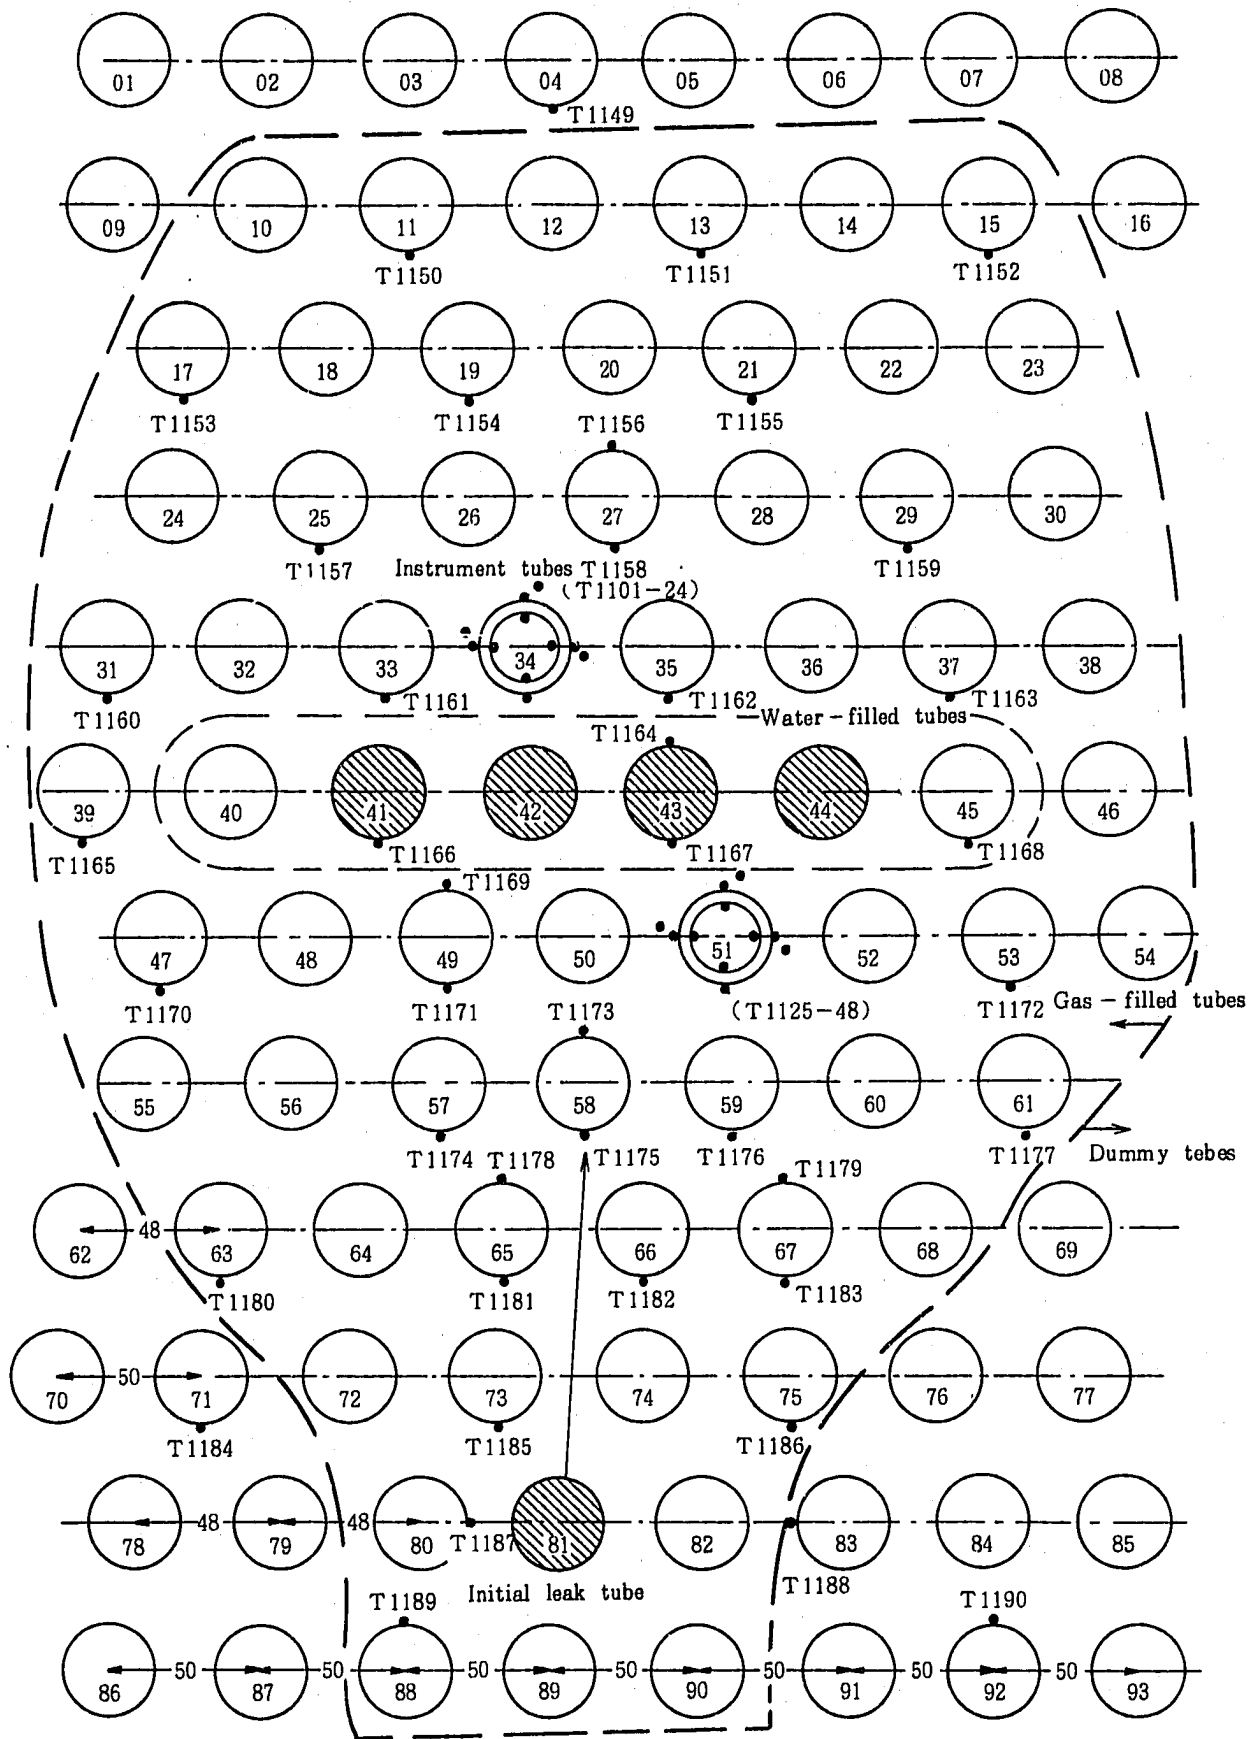 01 02 03 04 05 06 07 08
T1149
09 10 11 12 13 14 15 16
T1150 T1151 T1152
17 18 19 20 21 22 23
T1153 T1154 T1156 T1155
24 25 26 27 28 29 30
T1157 Instrument tubes T1158 T1159
(T1101-24)
31 32 33 34 35 36 37 38
T1160 T1161 T1162 T1163
Water-filled tubes
T1164
39 40 41 42 43 44 45 46
T1165 T1166 T1167 T1168
T1169
47 48 49 50 51 52 53 54
T1170 T1171 T1173 (T1125-48) T1172 Gas-filled tubes
55 56 57 58 59 60 61
T1174 T1178 T1175 T1176 T1179 T1177 Dummy tebes
62 48 63 64 65 66 67 68 69
T1180 T1181 T1182 T1183
70 50 71 72 73 74 75 76 77
T1184 T1185 T1186
78 48 79 48 80 T1187 81 82 83 84 85
T1189 Initial leak tube T1188 T1190
50 50 50 50 50 50 50
86 87 88 89 90 91 92 93